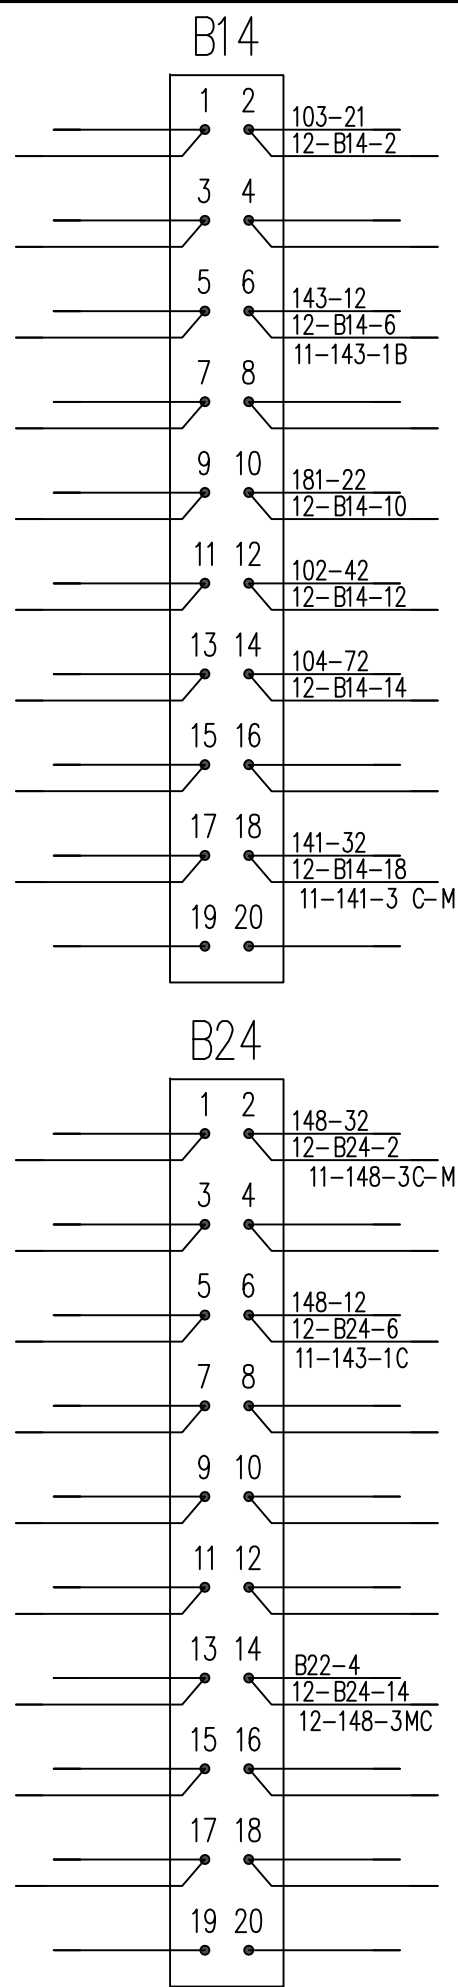 B14
1 2
103-21
12-B14-2
3 4
5 6
143-12
12-B14-6
11-143-1B
7 8
9 10
181-22
12-B14-10
11 12
102-42
12-B14-12
13 14
104-72
12-B14-14
15 16
17 18
141-32
12-B14-18
11-141-3 C-M
19 20
B24
1 2
148-32
12-B24-2
11-148-3C-M
3 4
5 6
148-12
12-B24-6
11-143-1C
7 8
9 10
11 12
13 14
B22-4
12-B24-14
12-148-3MC
15 16
17 18
19 20